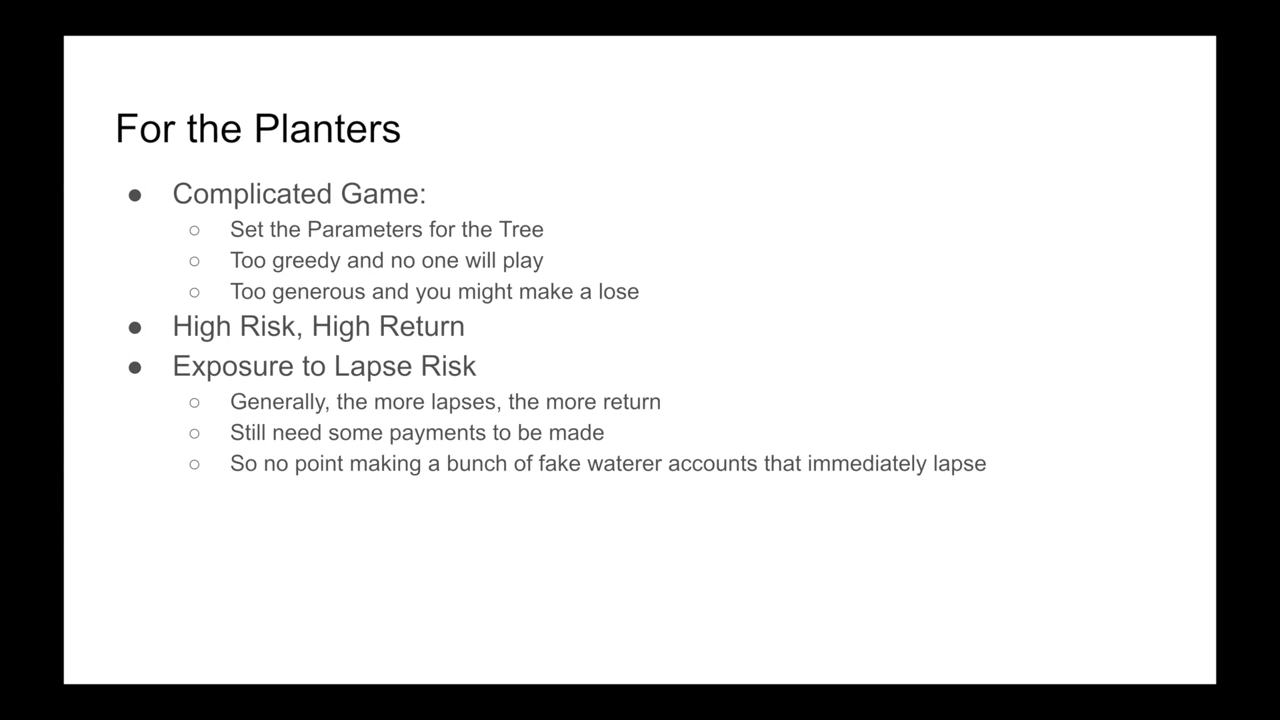 For the Planters
● Complicated Game:
○ Set the Parameters for the Tree
○ Too greedy and no one will play
○ Too generous and you might make a lose
● High Risk, High Return
● Exposure to Lapse Risk
○ Generally, the more lapses, the more return
○ Still need some payments to be made
○ So no point making a bunch of fake waterer accounts that immediately lapse